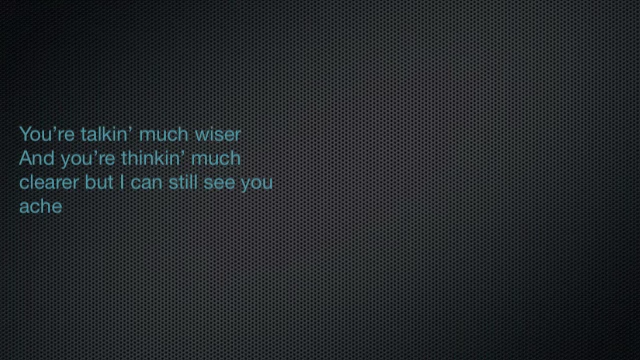 You’re talkin’ much wiser
And you’re thinkin’ much
clearer but I can still see you
ache